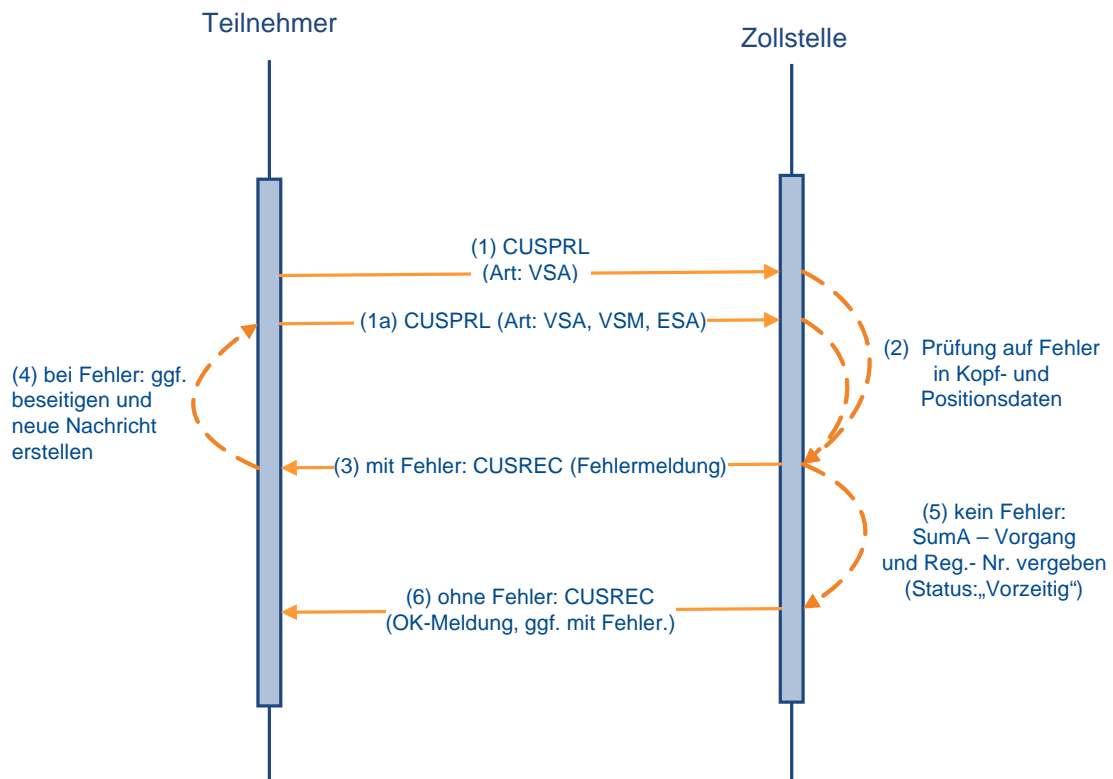 Teilnehmer
Zollstelle
(1) CUSPRL
(Art: VSA)
(1a) CUSPRL (Art: VSA, VSM, ESA)
(2) Prüfung auf Fehler
in Kopf- und
Positionsdaten
(4) bei Fehler: ggf.
beseitigen und
neue Nachricht
erstellen
(3) mit Fehler: CUSREC (Fehlermeldung)
(5) kein Fehler:
SumA – Vorgang
und Reg.- Nr. vergeben
(Status:„Vorzeitig“)
(6) ohne Fehler: CUSREC
(OK-Meldung, ggf. mit Fehler.)